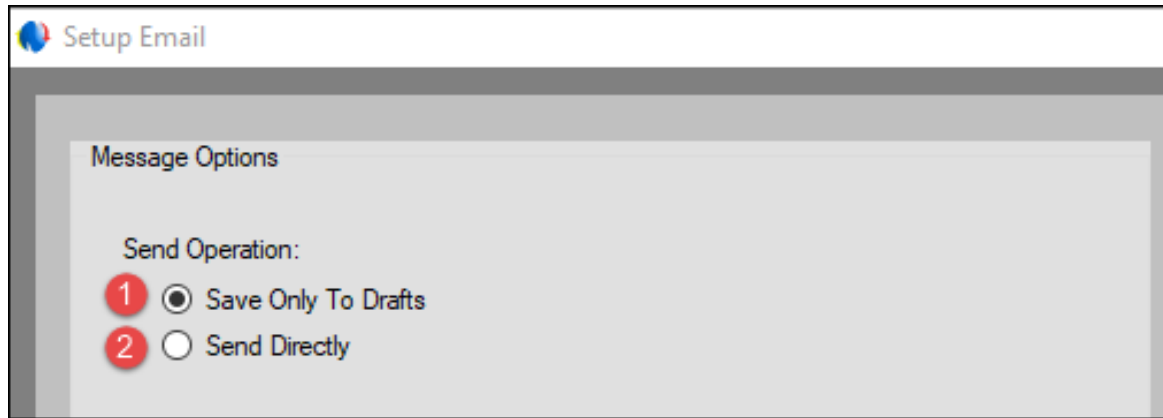 Setup Email
Message Options
Send Operation:
1 Save Only To Drafts
2 Send Directly